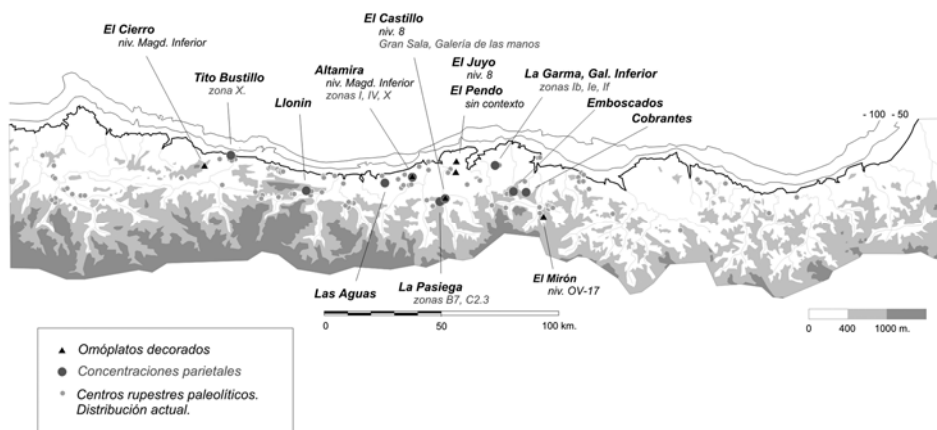 El Cierro
niv. Magd. Inferior
Tito Bustillo
zona X.
Llonin
Altamira
niv. Magd. Inferior
zonas I, IV, X
El Castillo
niv. 8
Gran Sala, Galería de las manos
El Juyo
niv. 8
El Pendo
sin contexto
La Garma, Gal. Inferior
zonas Ib, Ie, If
Emboscados
Cobrantes
- 100
- 50
Las Aguas
La Pasiega
zonas B7, C2.3
El Mirón
niv. OV-17
0 50 100 km.
0 400 1000 m.
Omóplatos decorados
Concentraciones parietales
Centros rupestres paleolíticos.
Distribución actual.